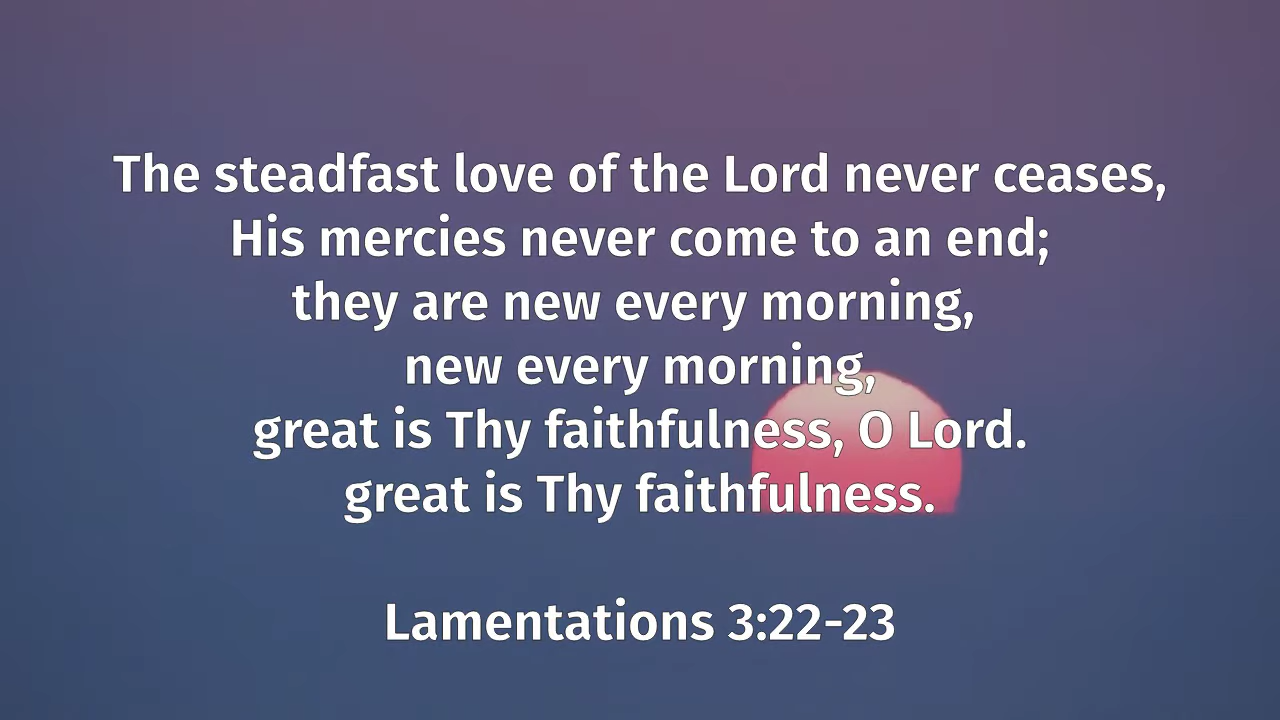 The steadfast love of the Lord never ceases,
His mercies never come to an end;
they are new every morning,
new every morning,
great is Thy faithfulness, O Lord.
great is Thy faithfulness.
Lamentations 3:22-23